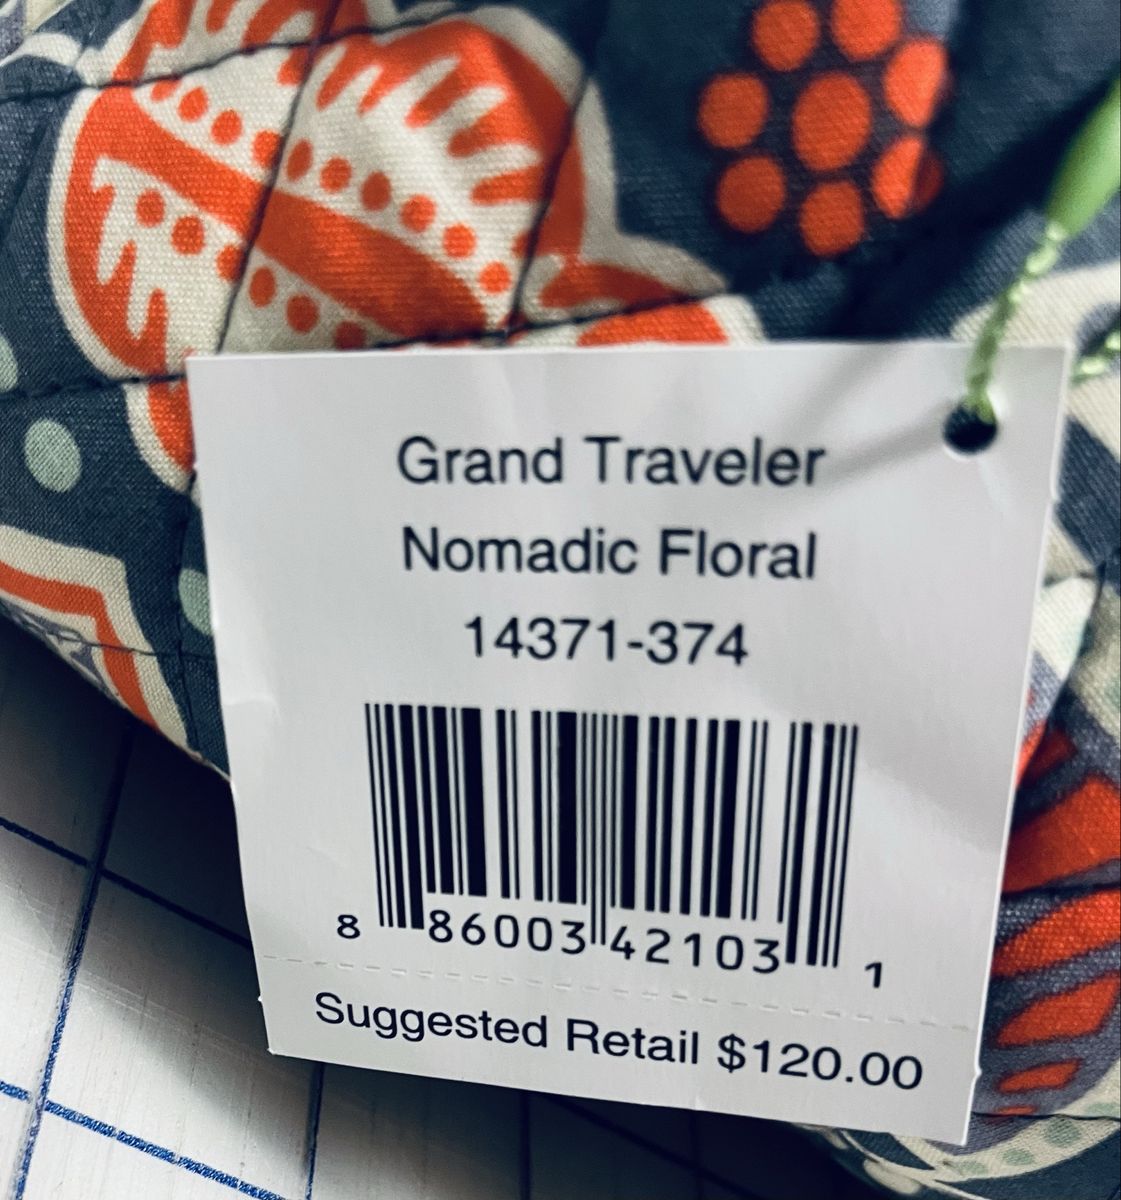 Grand Traveler
Nomadic Floral
14371-374
8 86003 42103 1
Suggested Retail $120.00